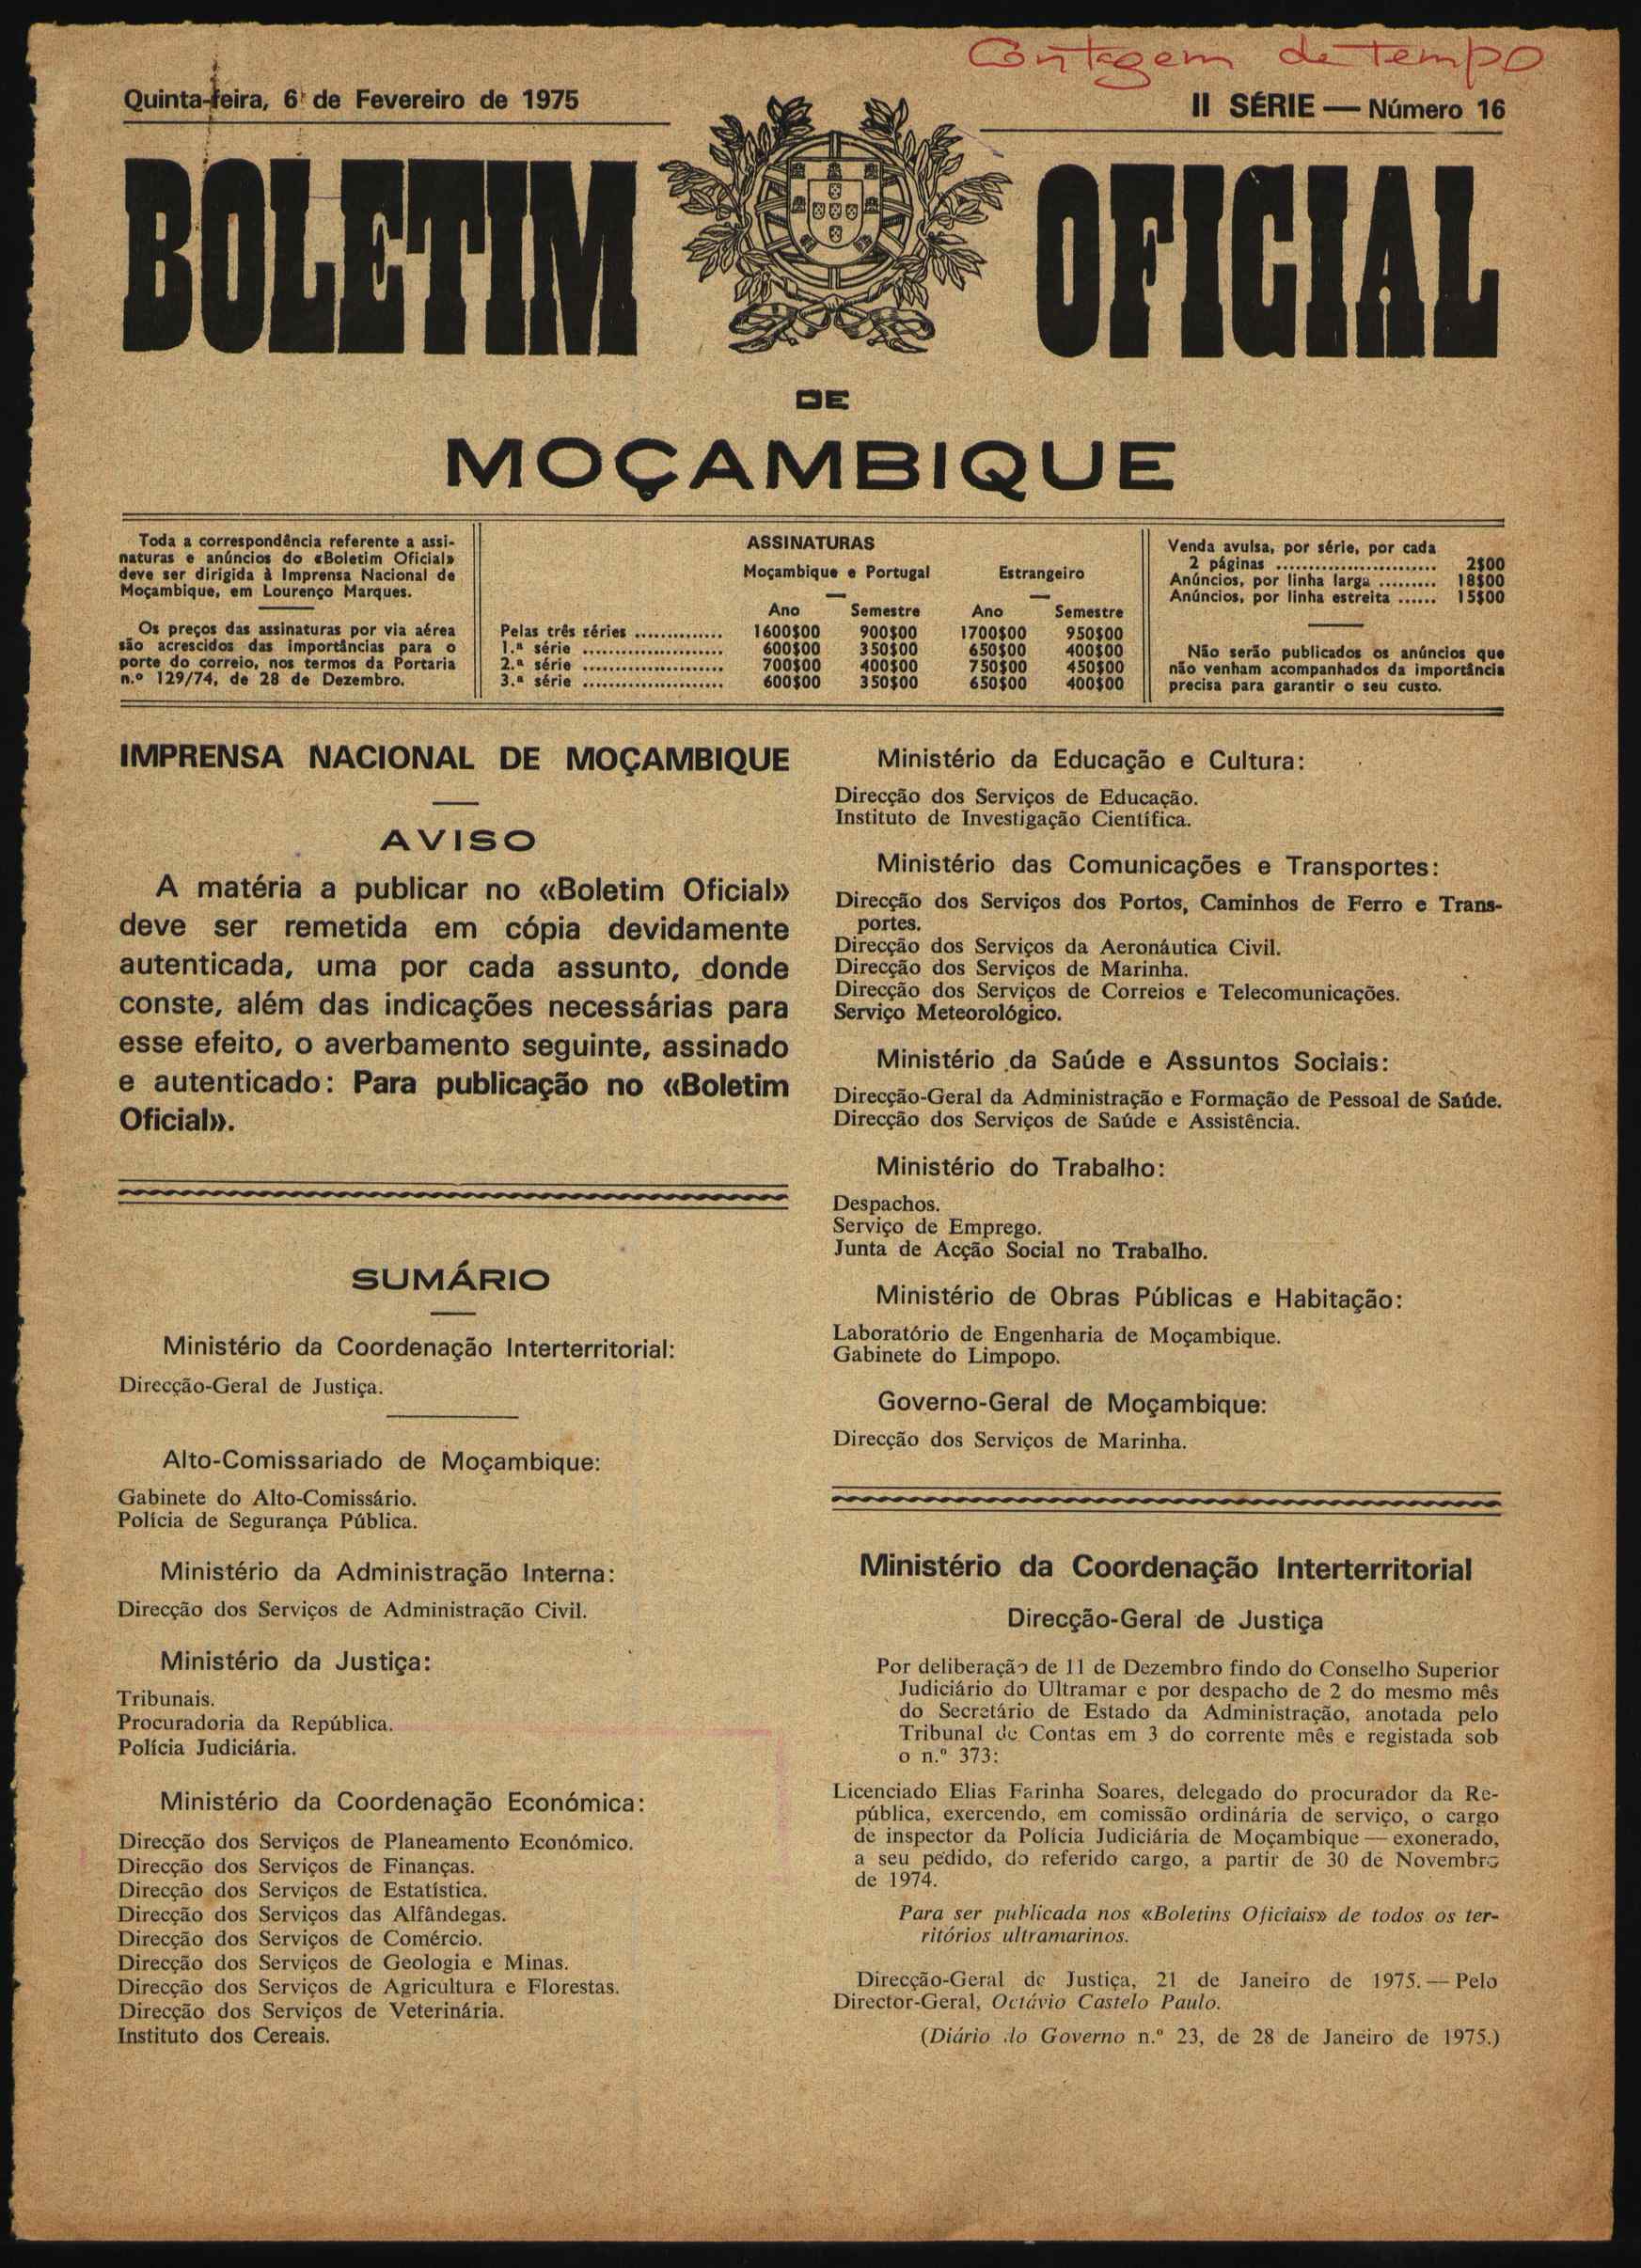 Contagem de tempo
Quinta-feira, 6 de Fevereiro de 1975
II SÉRIE — Número 16
BOLETIM OFICIAL
DE
MOÇAMBIQUE
Toda a correspondência referente a assi-
naturas e anúncios do «Boletim Oficial»
deve ser dirigida à Imprensa Nacional de
Moçambique, em Lourenço Marques.
Os preços das assinaturas por via aérea
são acrescidos das importâncias para o
porte do correio, nos termos da Portaria
n.º 129/74, de 28 de Dezembro.
ASSINATURAS
Moçambique e Portugal Estrangeiro
Ano Semestre Ano Semestre
Pelas três séries .............. 1600$00 900$00 1700$00 950$00
1.ª série ...................... 600$00 350$00 650$00 400$00
2.ª série ...................... 700$00 400$00 750$00 450$00
3.ª série ...................... 600$00 350$00 650$00 400$00
Venda avulsa, por série, por cada
2 páginas ........................ 2$00
Anúncios, por linha larga ......... 18$00
Anúncios, por linha estreita ...... 15$00
Não serão publicados os anúncios que
não venham acompanhados da importância
precisa para garantir o seu custo.
IMPRENSA NACIONAL DE MOÇAMBIQUE
AVISO
A matéria a publicar no «Boletim Oficial»
deve ser remetida em cópia devidamente
autenticada, uma por cada assunto, donde
conste, além das indicações necessárias para
esse efeito, o averbamento seguinte, assinado
e autenticado: Para publicação no «Boletim
Oficial».
SUMÁRIO
Ministério da Coordenação Interterritorial:
Direcção-Geral de Justiça.
Alto-Comissariado de Moçambique:
Gabinete do Alto-Comissário.
Polícia de Segurança Pública.
Ministério da Administração Interna:
Direcção dos Serviços de Administração Civil.
Ministério da Justiça:
Tribunais.
Procuradoria da República.
Polícia Judiciária.
Ministério da Coordenação Económica:
Direcção dos Serviços de Planeamento Económico.
Direcção dos Serviços de Finanças.
Direcção dos Serviços de Estatística.
Direcção dos Serviços das Alfândegas.
Direcção dos Serviços de Comércio.
Direcção dos Serviços de Geologia e Minas.
Direcção dos Serviços de Agricultura e Florestas.
Direcção dos Serviços de Veterinária.
Instituto dos Cereais.
Ministério da Educação e Cultura:
Direcção dos Serviços de Educação.
Instituto de Investigação Científica.
Ministério das Comunicações e Transportes:
Direcção dos Serviços dos Portos, Caminhos de Ferro e Trans-
portes.
Direcção dos Serviços da Aeronáutica Civil.
Direcção dos Serviços de Marinha.
Direcção dos Serviços de Correios e Telecomunicações.
Serviço Meteorológico.
Ministério da Saúde e Assuntos Sociais:
Direcção-Geral da Administração e Formação de Pessoal de Saúde.
Direcção dos Serviços de Saúde e Assistência.
Ministério do Trabalho:
Despachos.
Serviço de Emprego.
Junta de Acção Social no Trabalho.
Ministério de Obras Públicas e Habitação:
Laboratório de Engenharia de Moçambique.
Gabinete do Limpopo.
Governo-Geral de Moçambique:
Direcção dos Serviços de Marinha.
Ministério da Coordenação Interterritorial
Direcção-Geral de Justiça
Por deliberação de 11 de Dezembro findo do Conselho Superior
Judiciário do Ultramar e por despacho de 2 do mesmo mês
do Secretário de Estado da Administração, anotada pelo
Tribunal de Contas em 3 do corrente mês e registada sob
o n.º 373:
Licenciado Elias Farinha Soares, delegado do procurador da Re-
pública, exercendo, em comissão ordinária de serviço, o cargo
de inspector da Polícia Judiciária de Moçambique — exonerado,
a seu pedido, do referido cargo, a partir de 30 de Novembro
de 1974.
Para ser publicada nos «Boletins Oficiais» de todos os ter-
ritórios ultramarinos.
Direcção-Geral de Justiça, 21 de Janeiro de 1975. — Pelo
Director-Geral, Octávio Castelo Paulo.
(Diário do Governo n.º 23, de 28 de Janeiro de 1975.)